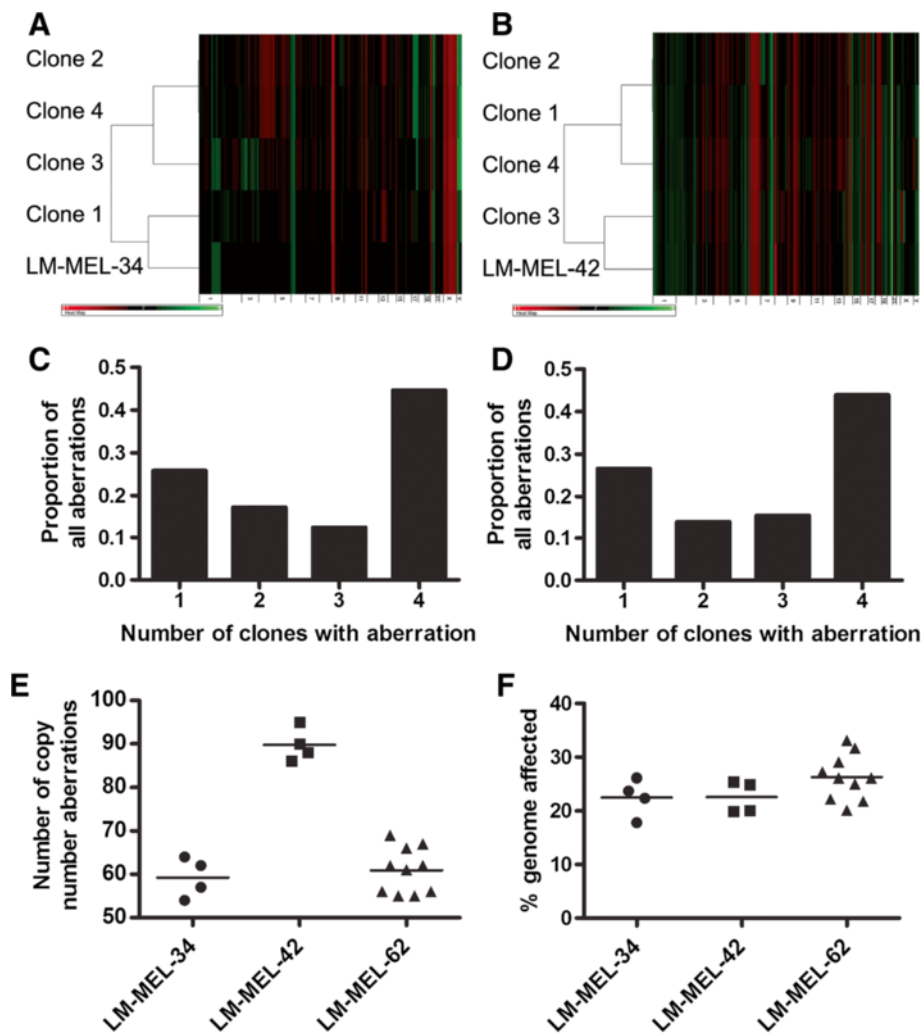 A
Clone 2
Clone 4
Clone 3
Clone 1
LM-MEL-34
Heat Map
B
Clone 2
Clone 1
Clone 4
Clone 3
LM-MEL-42
Heat Map
C
Proportion of
all aberrations
0.5
0.4
0.3
0.2
0.1
0.0
1 2 3 4
Number of clones with aberration
D
Proportion of
all aberrations
0.5
0.4
0.3
0.2
0.1
0.0
1 2 3 4
Number of clones with aberration
E
Number of copy
number aberrations
100
90
80
70
60
50
LM-MEL-34
LM-MEL-42
LM-MEL-62
F
% genome affected
40
30
20
10
0
LM-MEL-34
LM-MEL-42
LM-MEL-62